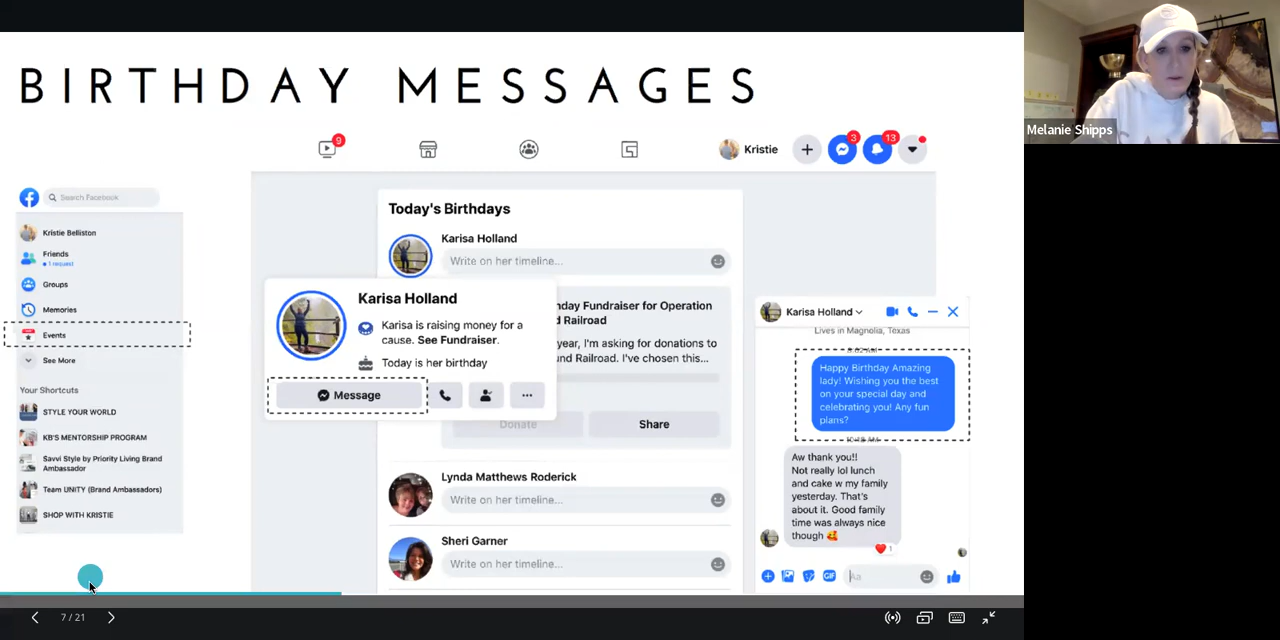 BIRTHDAY MESSAGES
9
Kristie
3
13
Search Facebook
Kristie Belliston
Friends
1 request
Groups
Memories
Events
See More
Your Shortcuts
STYLE YOUR WORLD
KB'S MENTORSHIP PROGRAM
Savvi Style by Priority Living Brand
Ambassador
Team UNITY (Brand Ambassadors)
SHOP WITH KRISTIE
Today's Birthdays
Karisa Holland
Write on her timeline...
Karisa Holland
Karisa is raising money for a
cause. See Fundraiser.
Today is her birthday
Message
day Fundraiser for Operation
d Railroad
year, I'm asking for donations to
nd Railroad. I've chosen this...
Donate
Share
Lynda Matthews Roderick
Write on her timeline...
Sheri Garner
Write on her timeline...
Karisa Holland
Lives in Magnolia, Texas
Happy Birthday Amazing
lady! Wishing you the best
on your special day and
celebrating you! Any fun
plans?
Aw thank you!!
Not really lol lunch
and cake w my family
yesterday. That's
about it. Good family
time was always nice
though 🥰
1
GIF
Aa
7 / 21
Melanie Shipps